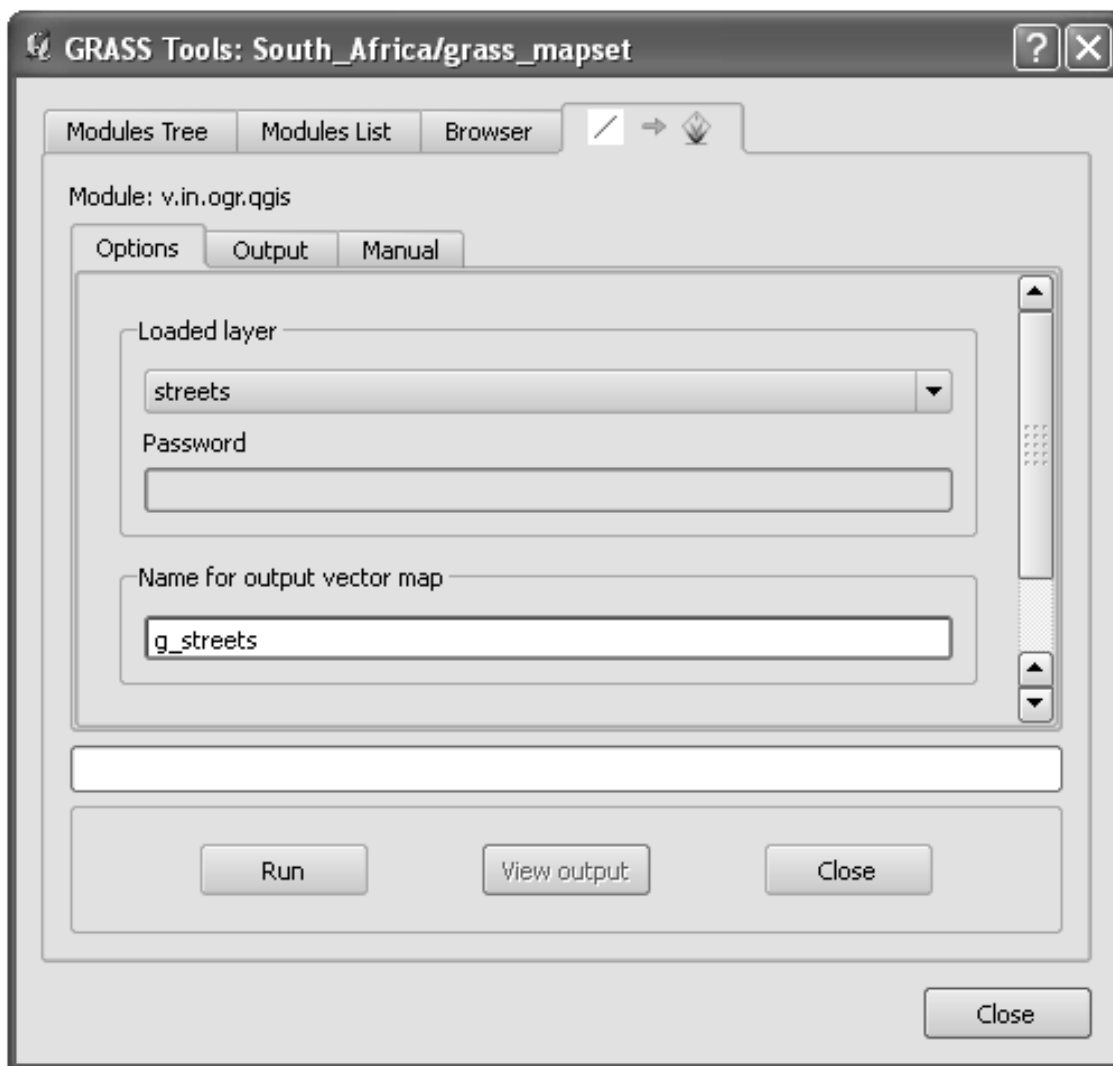 GRASS Tools: South_Africa/grass_mapset
Modules Tree Modules List Browser
Module: v.in.ogr.qgis
Options Output Manual
Loaded layer
streets
Password
Name for output vector map
g_streets
Run View output Close
Close